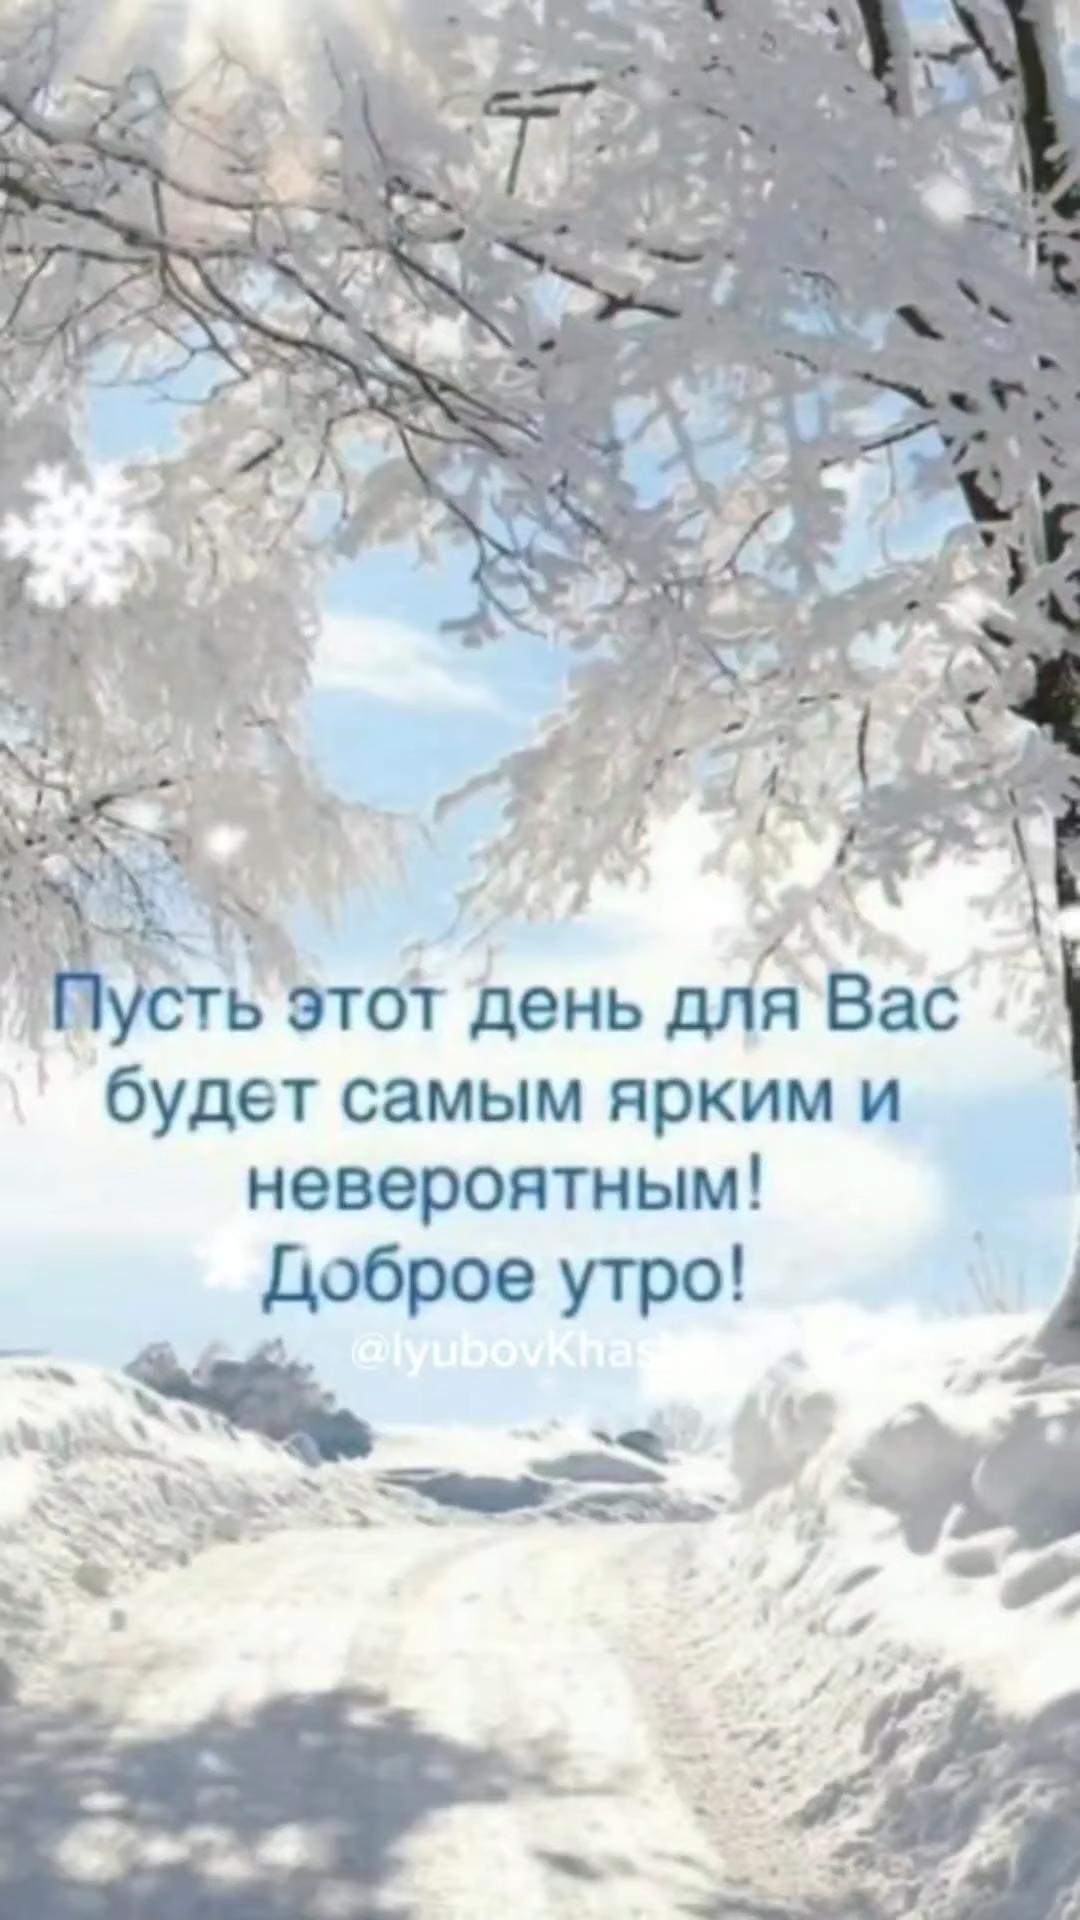 Пусть этот день для Вас
будет самым ярким и
невероятным!
Доброе утро!